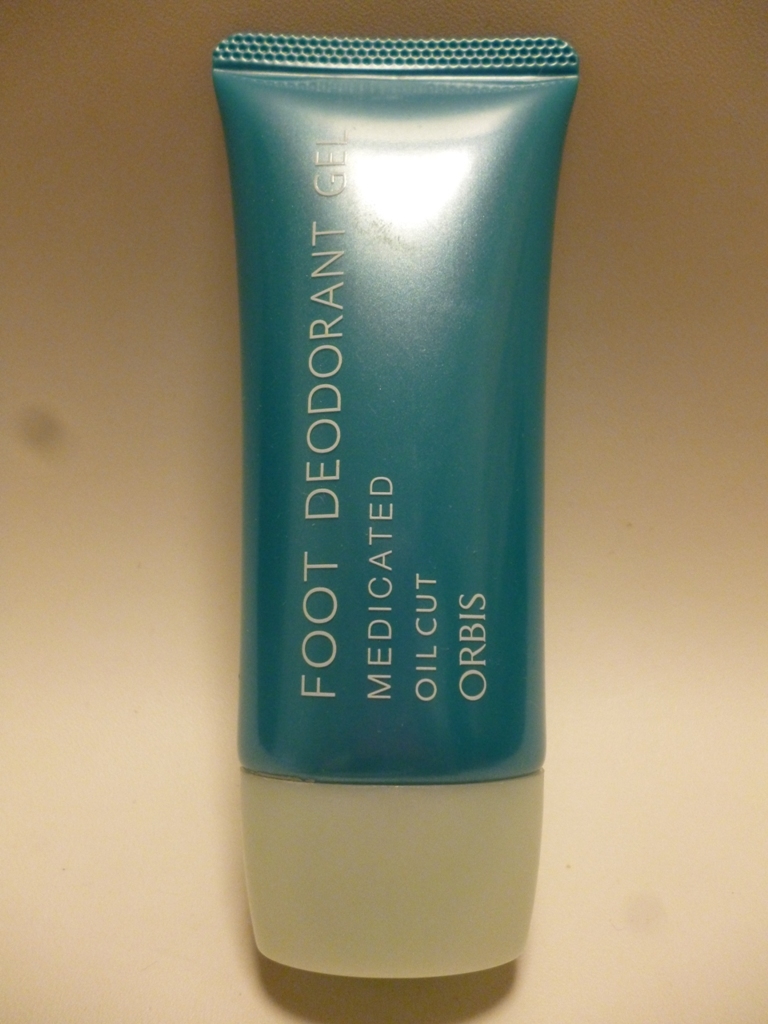 FOOT DEODORANT GEL
MEDICATED
OIL CUT
ORBIS